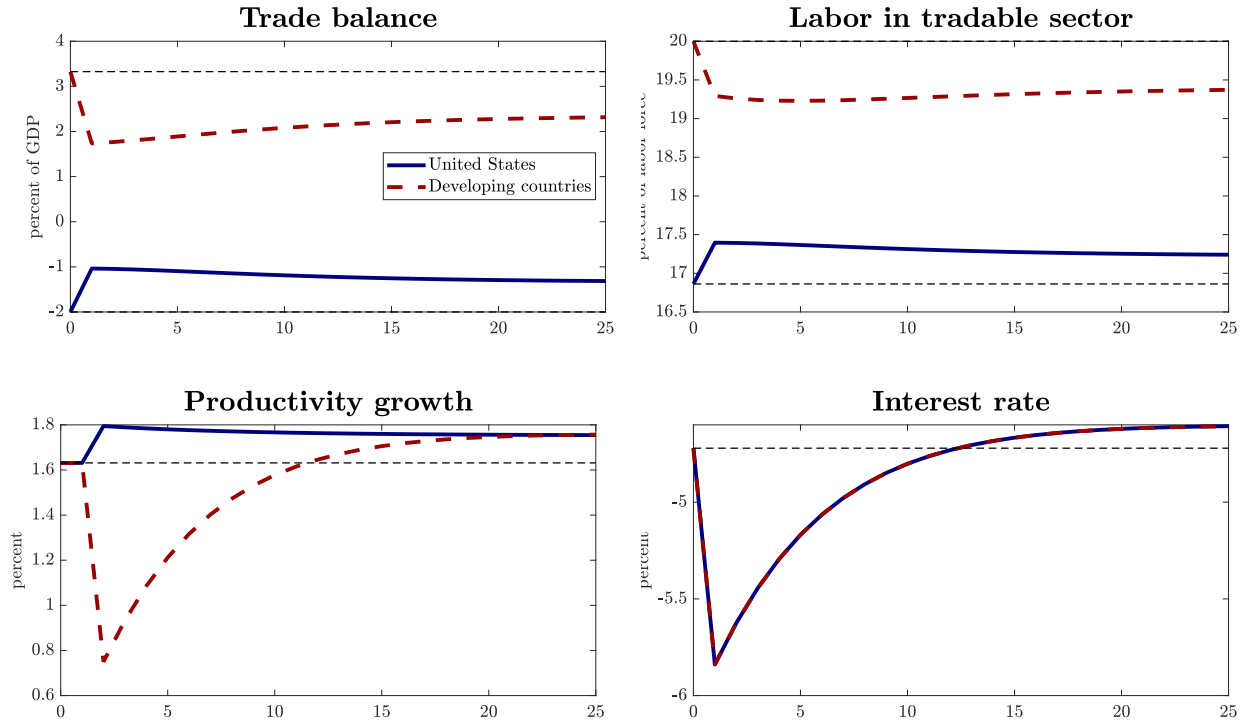 Trade balance
4
3
2
1
0
-1
-2
percent of GDP
United States
Developing countries
0 5 10 15 20 25
Labor in tradable sector
20
19.5
19
18.5
18
17.5
17
16.5
percent of labor force
0 5 10 15 20 25
Productivity growth
1.8
1.6
1.4
1.2
1
0.8
0.6
percent
0 5 10 15 20 25
Interest rate
-5
-5.5
-6
percent
0 5 10 15 20 25